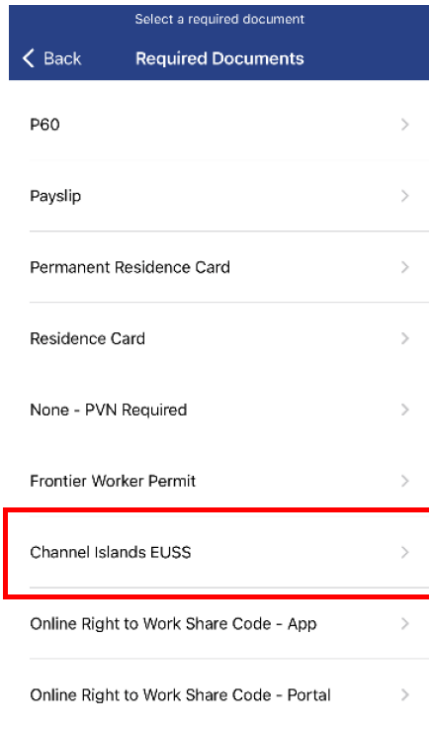 Select a required document
Back Required Documents
P60
Payslip
Permanent Residence Card
Residence Card
None - PVN Required
Frontier Worker Permit
Channel Islands EUSS
Online Right to Work Share Code - App
Online Right to Work Share Code - Portal